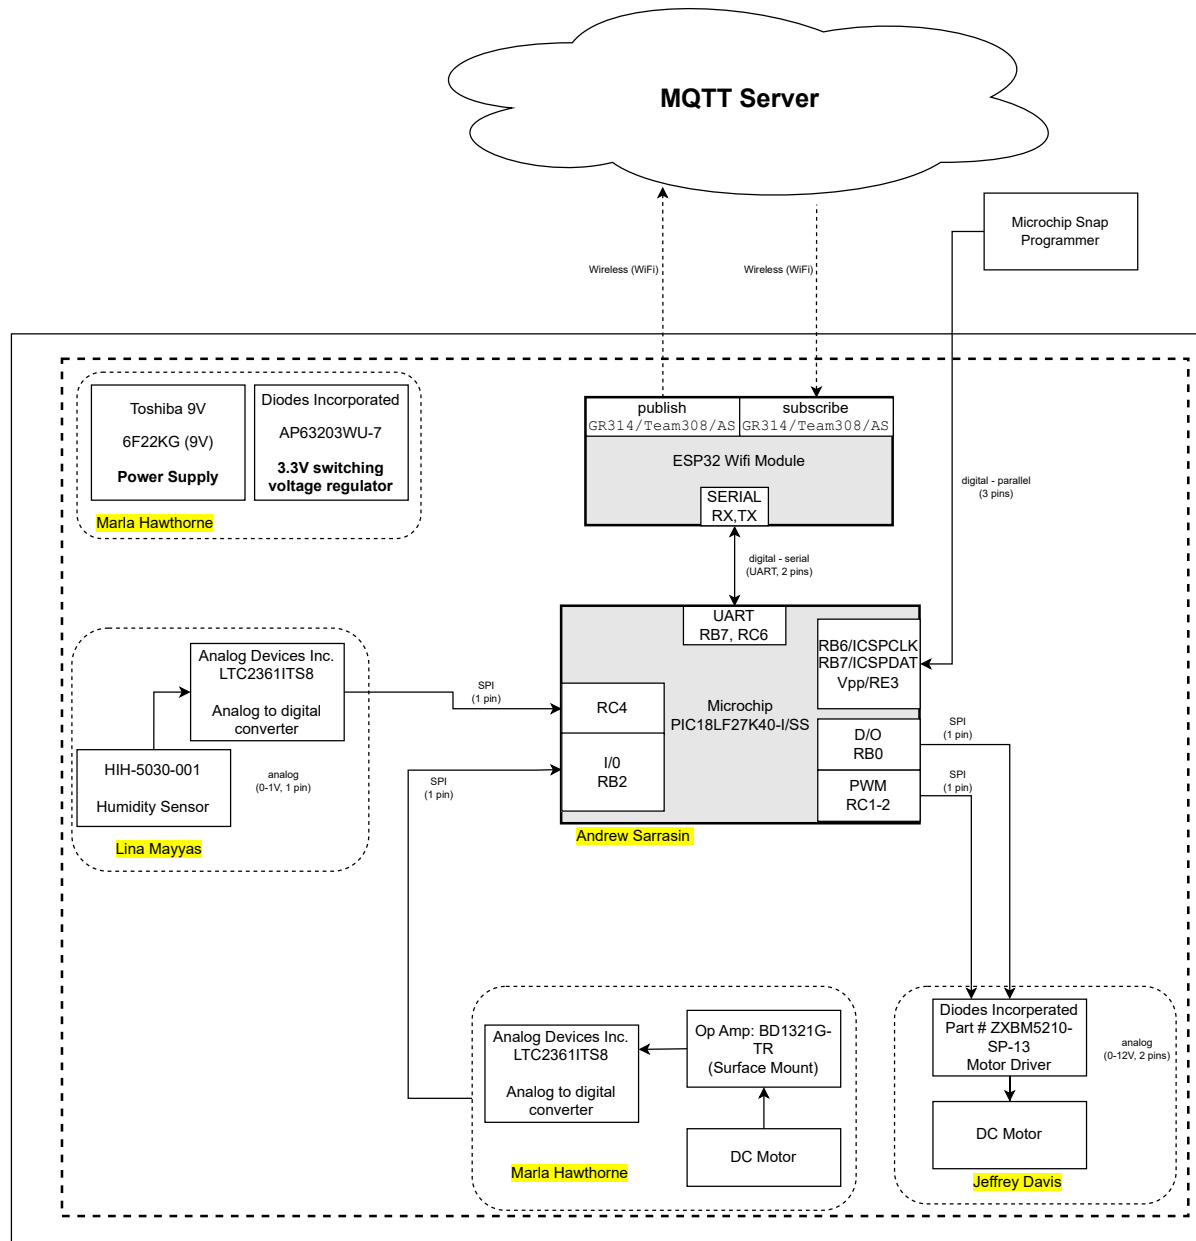 MQTT Server
Microchip Snap
Programmer
Wireless (WiFi)
Wireless (WiFi)
Toshiba 9V
6F22KG (9V)
Power Supply
Diodes Incorporated
AP63203WU-7
3.3V switching
voltage regulator
Marla Hawthorne
publish
GR314/Team308/AS
subscribe
GR314/Team308/AS
ESP32 Wifi Module
SERIAL
RX,TX
digital - parallel
(3 pins)
digital - serial
(UART, 2 pins)
UART
RB7, RC6
RB6/ICSPCLK
RB7/ICSPDAT
Vpp/RE3
Microchip
PIC18LF27K40-I/SS
RC4
I/0
RB2
D/O
RB0
PWM
RC1-2
Andrew Sarrasin
Analog Devices Inc.
LTC2361ITS8
Analog to digital
converter
SPI
(1 pin)
HIH-5030-001
Humidity Sensor
analog
(0-1V, 1 pin)
Lina Mayyas
SPI
(1 pin)
SPI
(1 pin)
SPI
(1 pin)
Analog Devices Inc.
LTC2361ITS8
Analog to digital
converter
Op Amp: BD1321G-
TR
(Surface Mount)
DC Motor
Marla Hawthorne
Diodes Incorperated
Part # ZXBM5210-
SP-13
Motor Driver
analog
(0-12V, 2 pins)
DC Motor
Jeffrey Davis